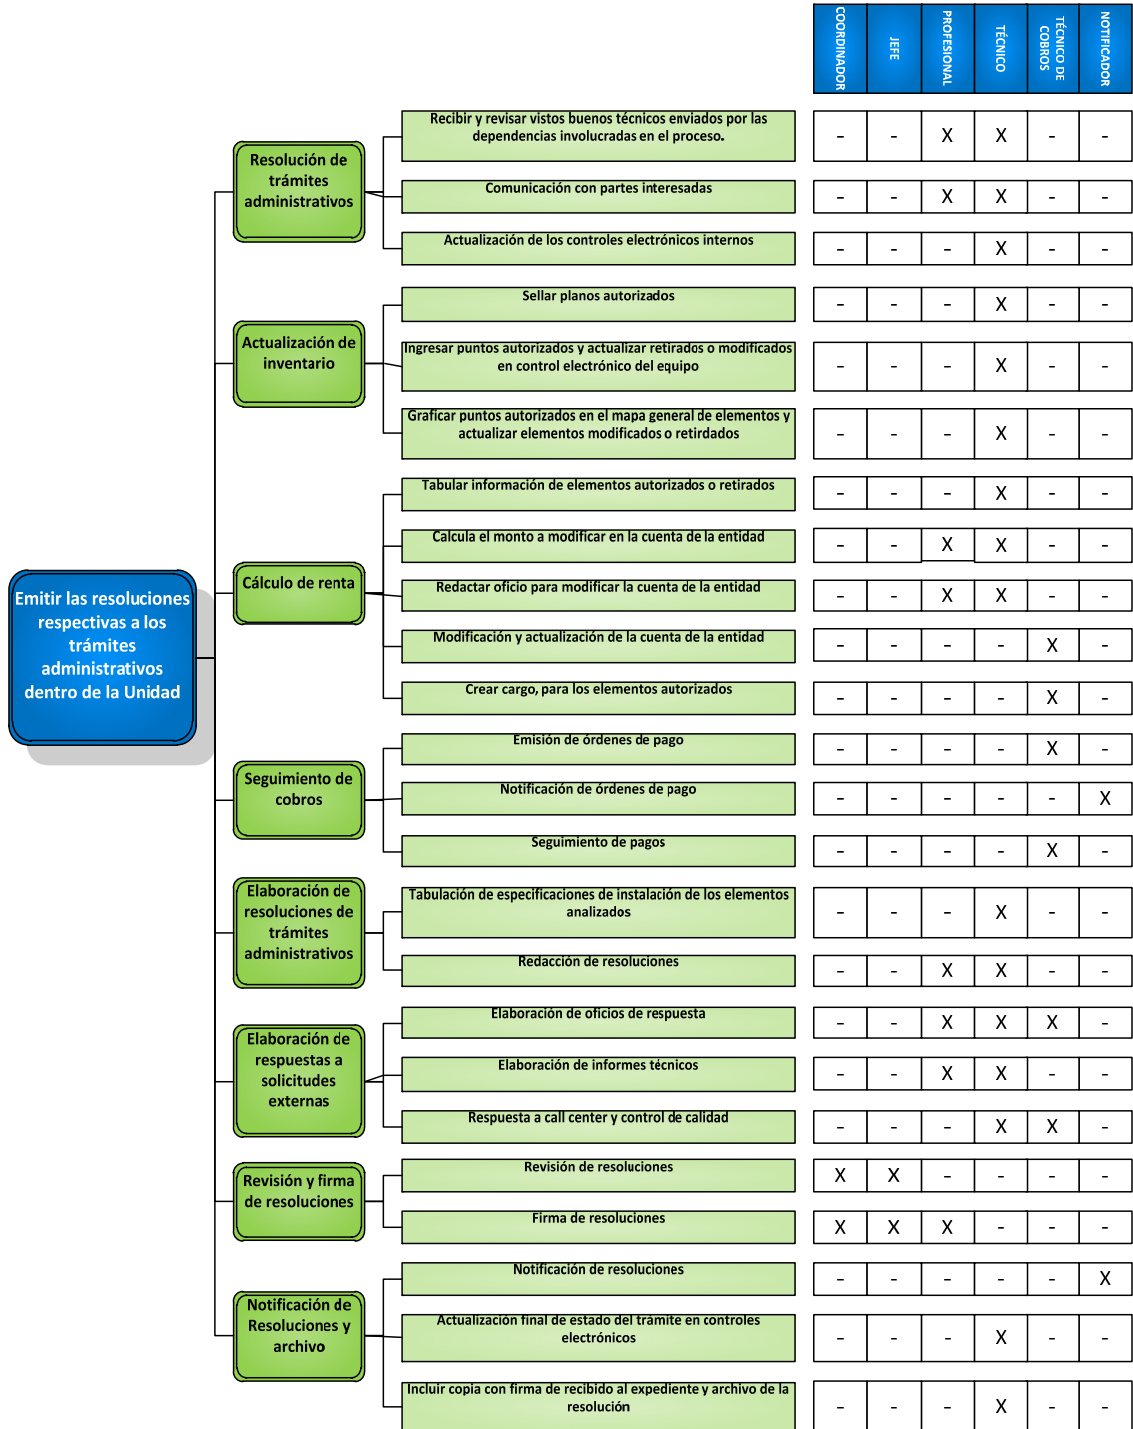 COORDINADOR
JEFE
PROFESIONAL
TÉCNICO
TÉCNICO DE
COBROS
NOTIFICADOR
Emitir las resoluciones
respectivas a los
trámites
administrativos
dentro de la Unidad
Resolución de
trámites
administrativos
Recibir y revisar vistos buenos técnicos enviados por las
dependencias involucradas en el proceso.
- - X X - -
Comunicación con partes interesadas
- - X X - -
Actualización de los controles electrónicos internos
- - - X - -
Actualización de
inventario
Sellar planos autorizados
- - - X - -
Ingresar puntos autorizados y actualizar retirados o modificados
en control electrónico del equipo
- - - X - -
Graficar puntos autorizados en el mapa general de elementos y
actualizar elementos modificados o retirdados
- - - X - -
Cálculo de renta
Tabular información de elementos autorizados o retirados
- - - X - -
Calcula el monto a modificar en la cuenta de la entidad
- - X X - -
Redactar oficio para modificar la cuenta de la entidad
- - X X - -
Modificación y actualización de la cuenta de la entidad
- - - - X -
Crear cargo, para los elementos autorizados
- - - - X -
Seguimiento de
cobros
Emisión de órdenes de pago
- - - - X -
Notificación de órdenes de pago
- - - - - X
Seguimiento de pagos
- - - - X -
Elaboración de
resoluciones de
trámites
administrativos
Tabulación de especificaciones de instalación de los elementos
analizados
- - - X - -
Redacción de resoluciones
- - X X - -
Elaboración de
respuestas a
solicitudes
externas
Elaboración de oficios de respuesta
- - X X X -
Elaboración de informes técnicos
- - X X - -
Respuesta a call center y control de calidad
- - - X X -
Revisión y firma
de resoluciones
Revisión de resoluciones
X X - - - -
Firma de resoluciones
X X X - - -
Notificación de
Resoluciones y
archivo
Notificación de resoluciones
- - - - - X
Actualización final de estado del trámite en controles
electrónicos
- - - X - -
Incluir copia con firma de recibido al expediente y archivo de la
resolución
- - - X - -